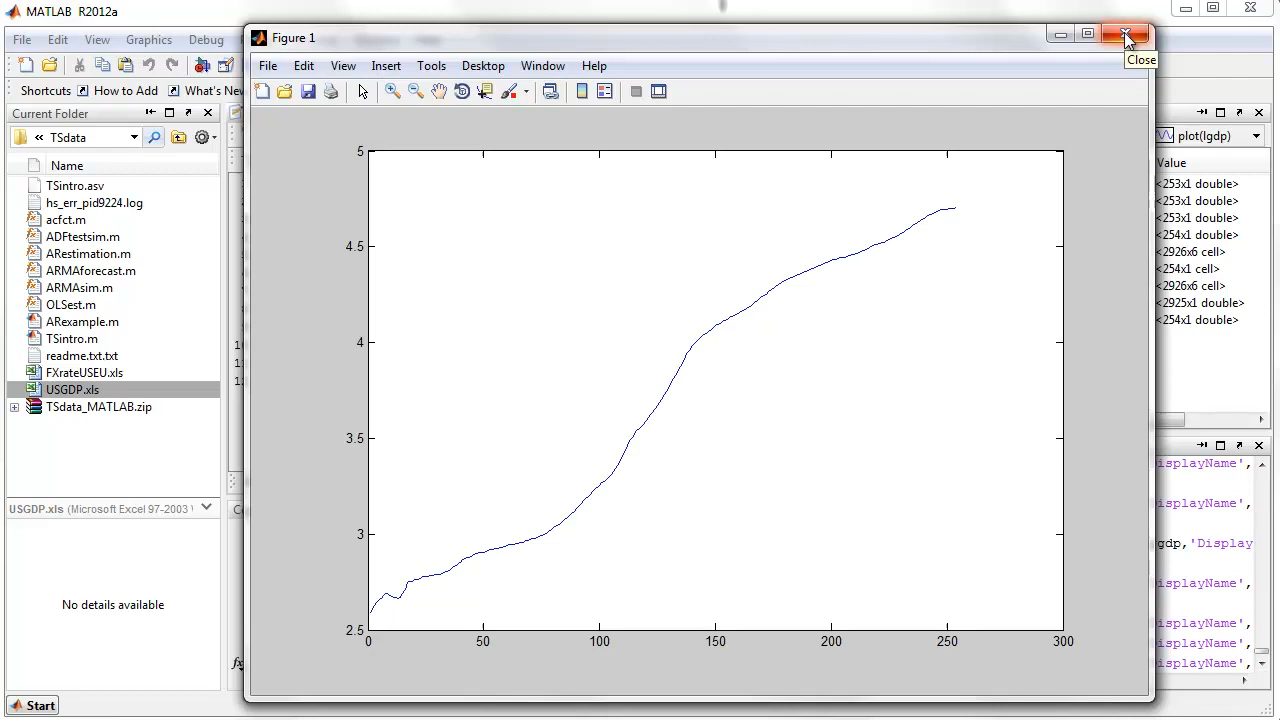 MATLAB R2012a
File Edit View Graphics Debug
Shortcuts How to Add What's New
Current Folder
« TSdata
Name
TSintro.asv
hs_err_pid9224.log
acfct.m
ADFtestsim.m
ARestimation.m
ARMAforecast.m
ARMAsim.m
OLSest.m
ARexample.m
TSintro.m
readme.txt.txt
FXrateUSEU.xls
USGDP.xls
TSdata_MATLAB.zip
USGDP.xls (Microsoft Excel 97-2003
No details available
Start
Figure 1
Close
File Edit View Insert Tools Desktop Window Help
5
4.5
4
3.5
3
2.5
0 50 100 150 200 250 300
plot(lgdp)
Value
<253x1 double>
<253x1 double>
<253x1 double>
<254x1 double>
<2926x6 cell>
<254x1 cell>
<2926x6 cell>
<2925x1 double>
<254x1 double>
isplayName',
isplayName',
gdp,'Display
isplayName',
isplayName',
isplayName',
isplayName',